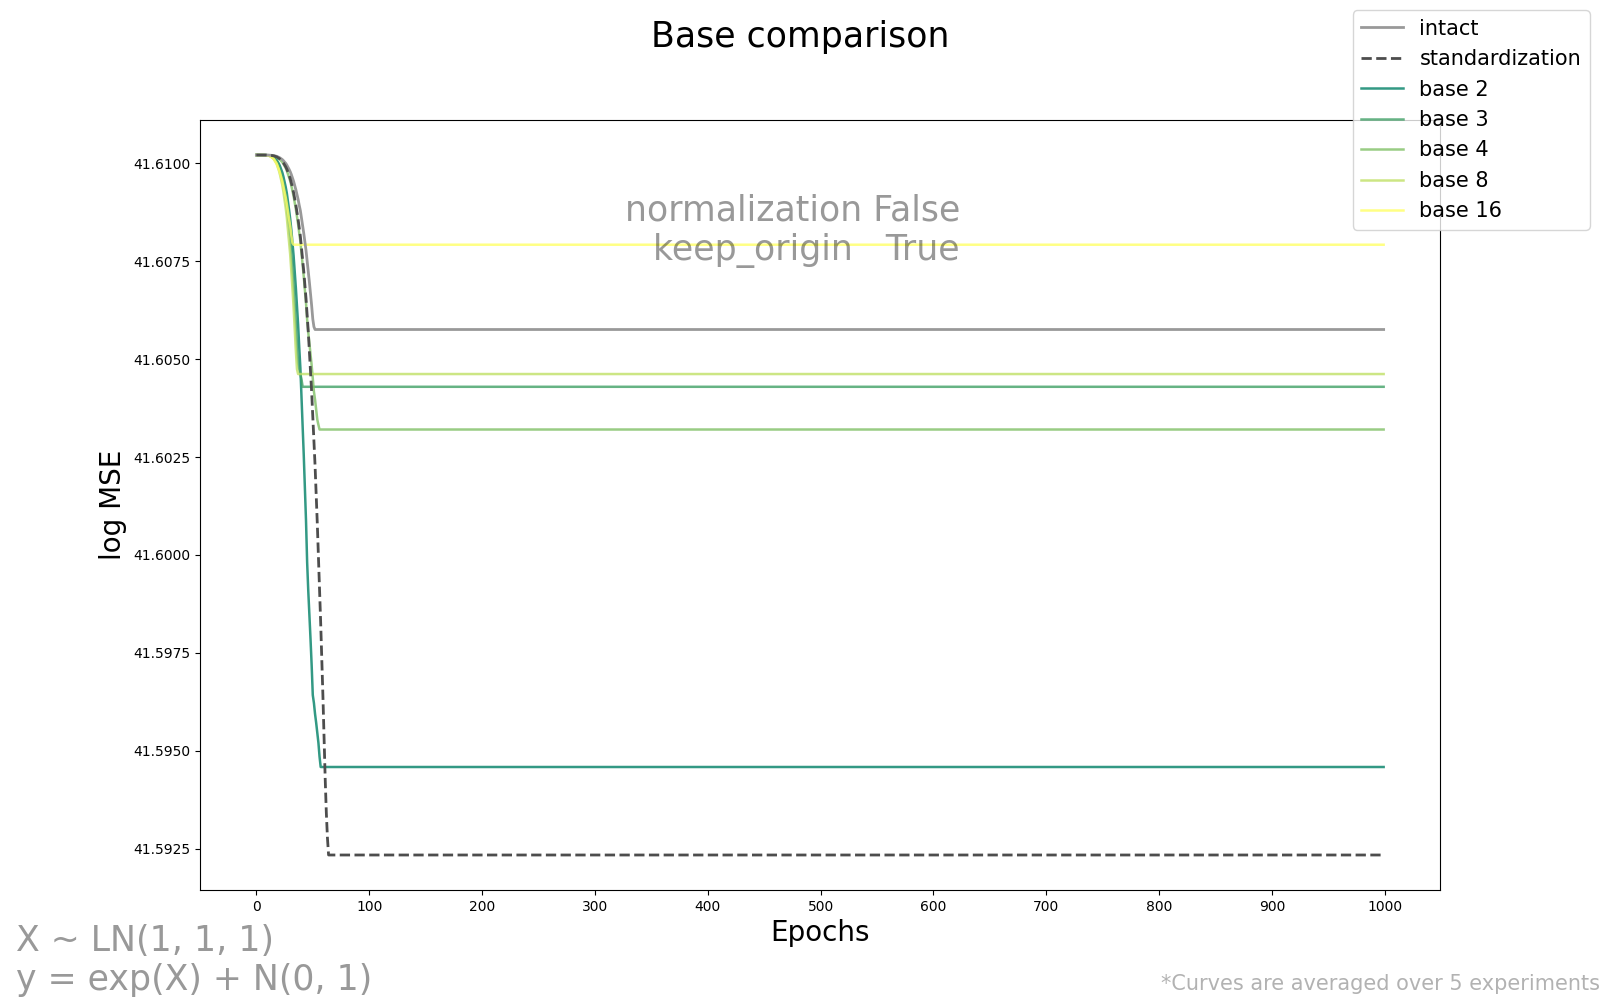 Base comparison
intact
standardization
base 2
base 3
base 4
base 8
base 16
normalization False
keep_origin True
log MSE
41.6100
41.6075
41.6050
41.6025
41.6000
41.5975
41.5950
41.5925
0 100 200 300 400 500 600 700 800 900 1000
Epochs
X ~ LN(1, 1, 1)
y = exp(X) + N(0, 1)
*Curves are averaged over 5 experiments